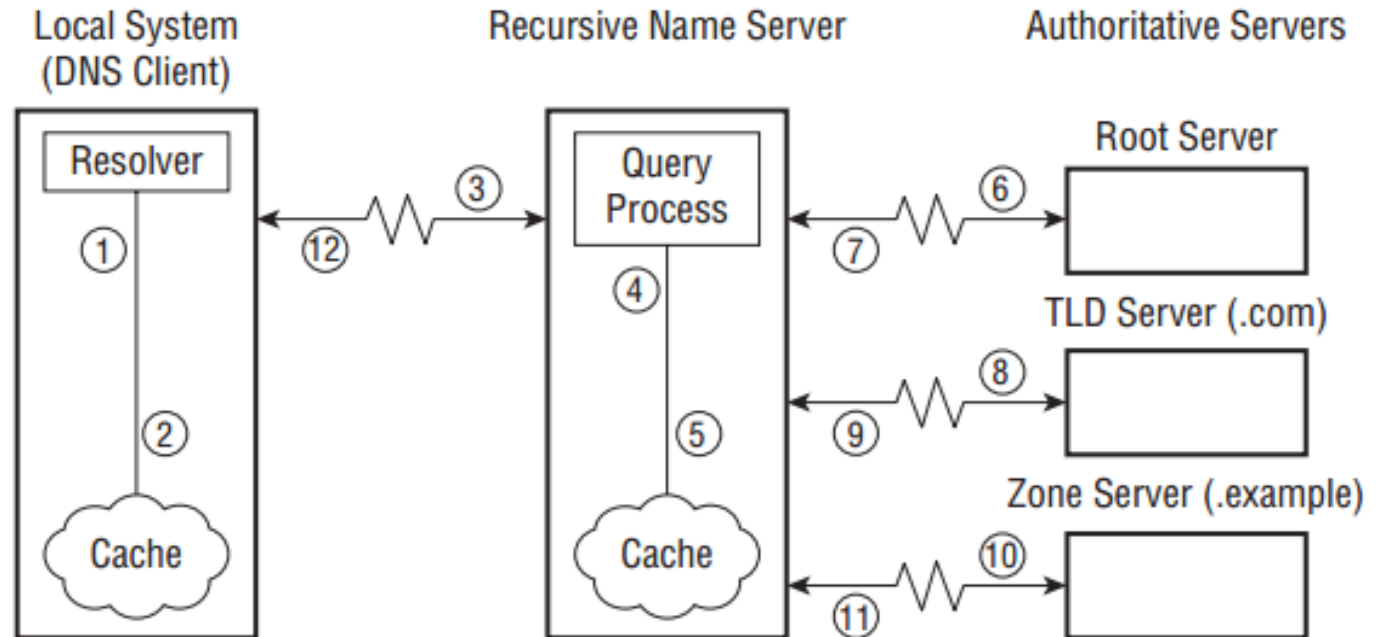 Local System
(DNS Client)
Recursive Name Server
Authoritative Servers
Resolver
1
2
Cache
3
12
Query
Process
4
5
Cache
Root Server
6
7
TLD Server (.com)
8
9
Zone Server (.example)
10
11